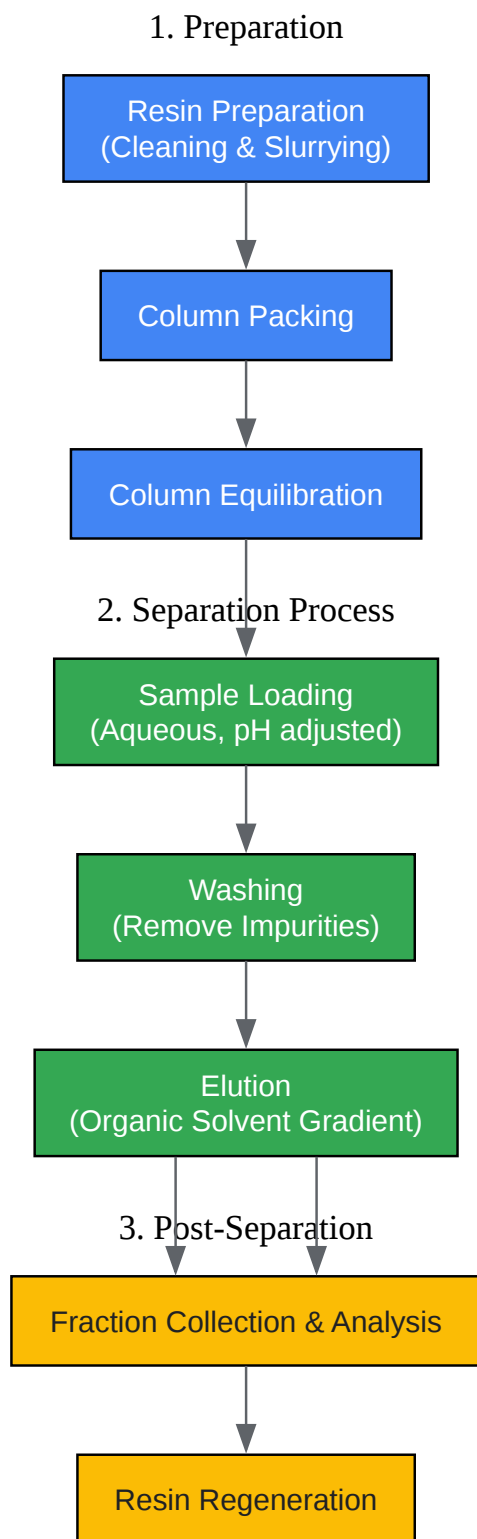 1. Preparation
Resin Preparation
(Cleaning & Slurrying)
Column Packing
Column Equilibration
2. Separation Process
Sample Loading
(Aqueous, pH adjusted)
Washing
(Remove Impurities)
Elution
(Organic Solvent Gradient)
3. Post-Separation
Fraction Collection & Analysis
Resin Regeneration